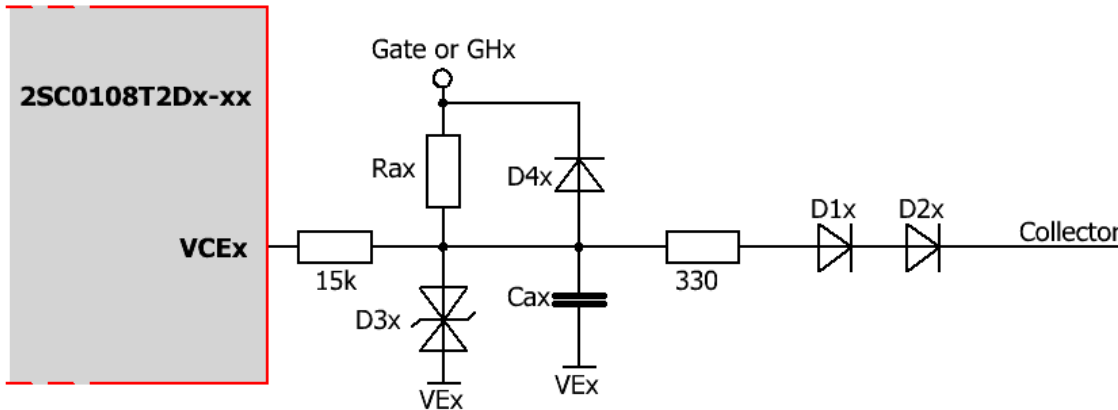 Gate or GHx
2SC0108T2Dx-xx
Rax
D4x
D1x
D2x
VCEx
Collector
15k
330
Cax
D3x
VEx
VEx